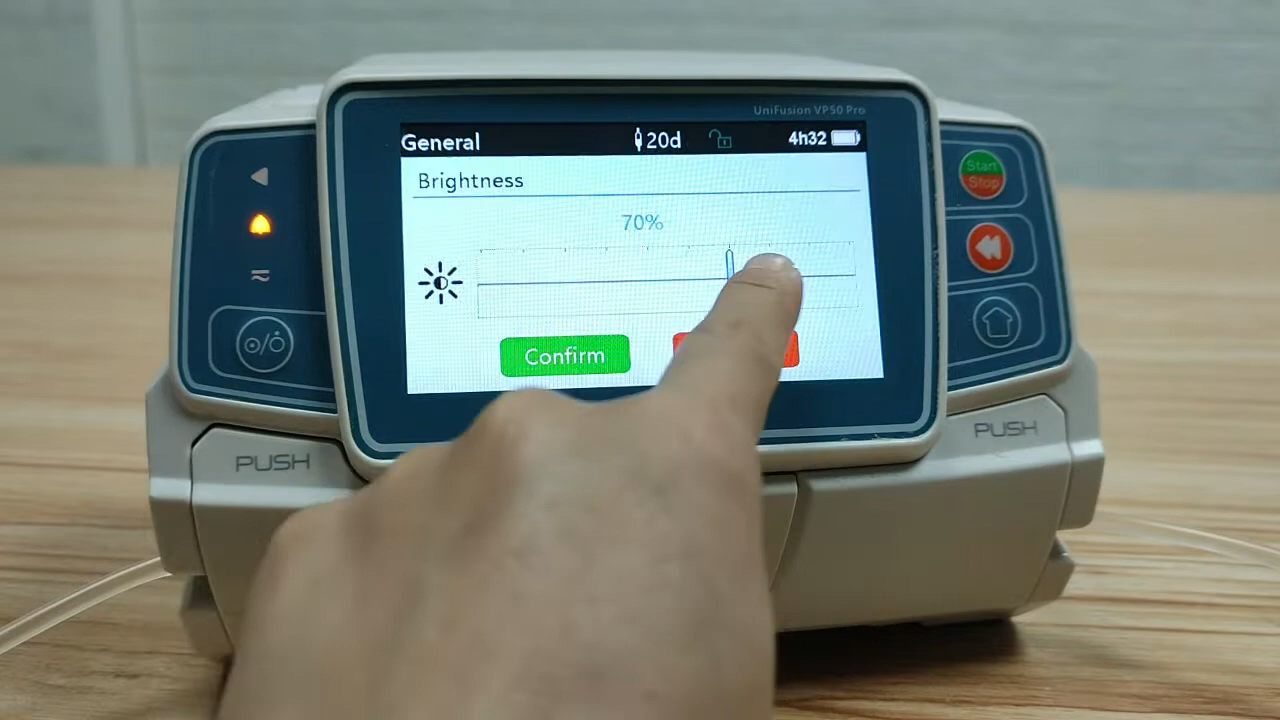 UniFusion VP50 Pro
General 20d 4h32
Brightness
70%
Confirm
Start
Stop
PUSH
PUSH